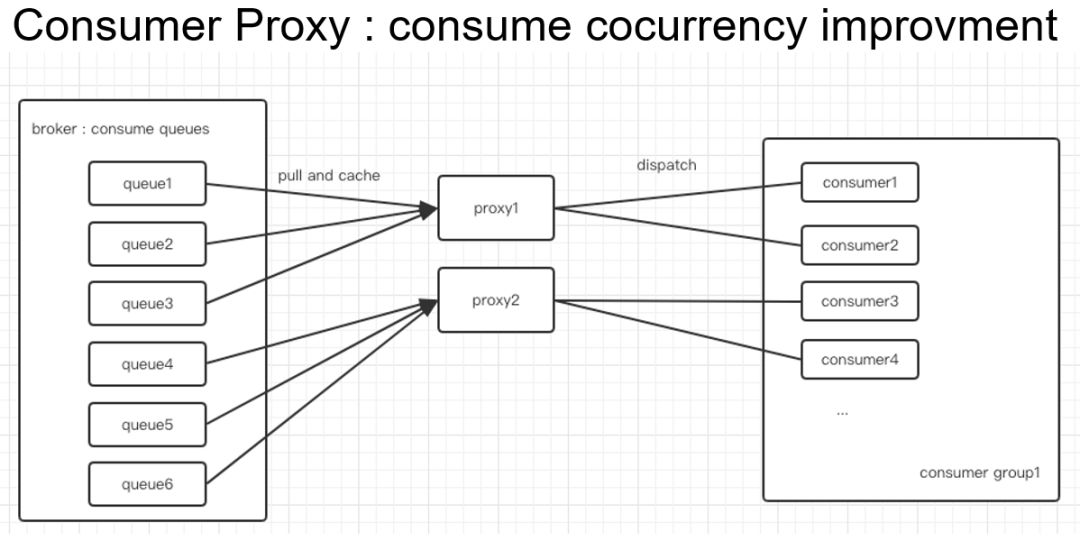 Consumer Proxy : consume cocurrency improvment
broker : consume queues
queue1
queue2
queue3
queue4
queue5
queue6
pull and cache
proxy1
proxy2
dispatch
consumer1
consumer2
consumer3
consumer4
...
consumer group1